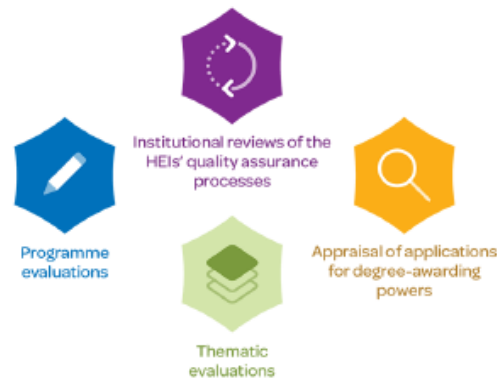 Institutional reviews of the
HEIs' quality assurance
processes
Programme
evaluations
Appraisal of applications
for degree-awarding
powers
Thematic
evaluations